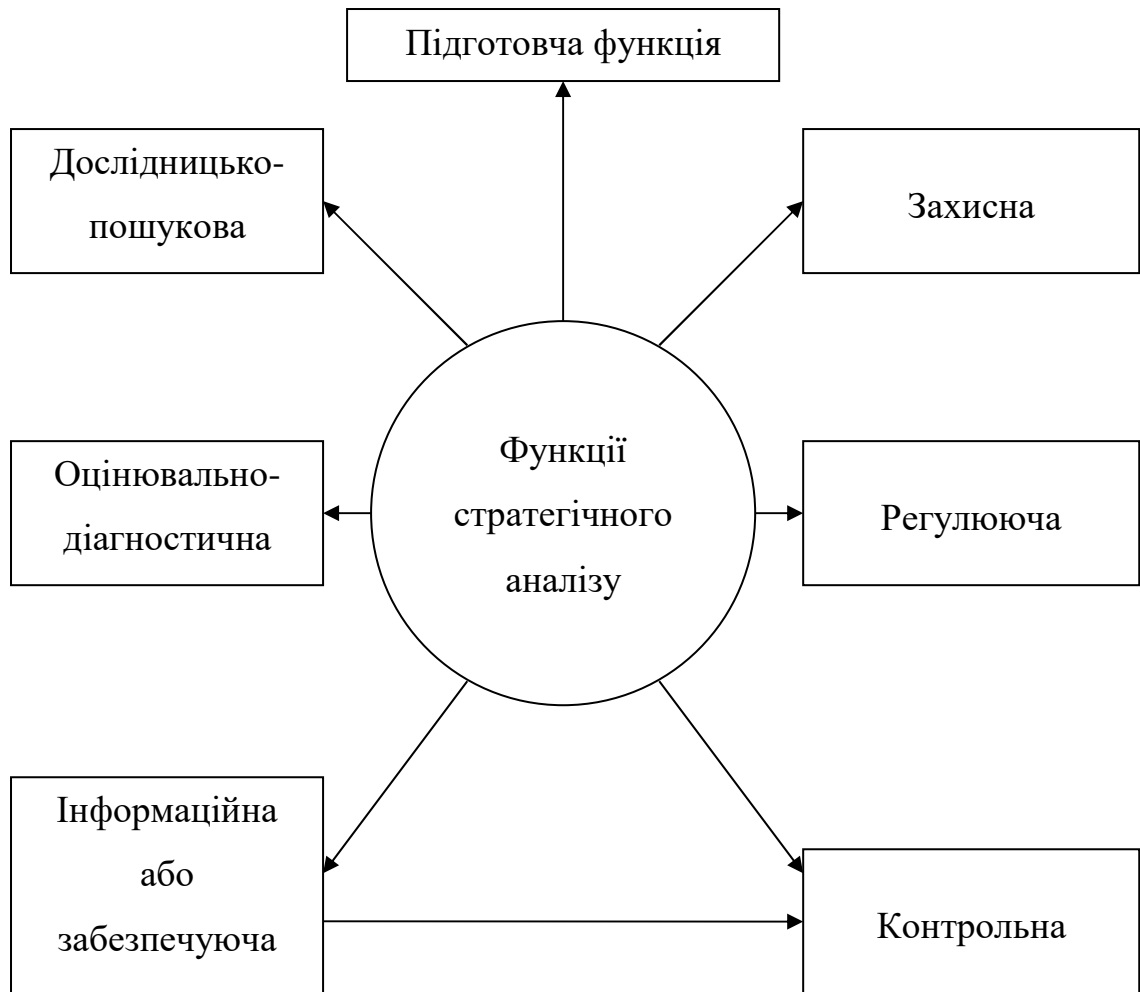 Підготовча функція
Дослідницько-
пошукова
Захисна
Функції
стратегічного
аналізу
Оцінювально-
діагностична
Регулююча
Інформаційна
або
забезпечуюча
Контрольна